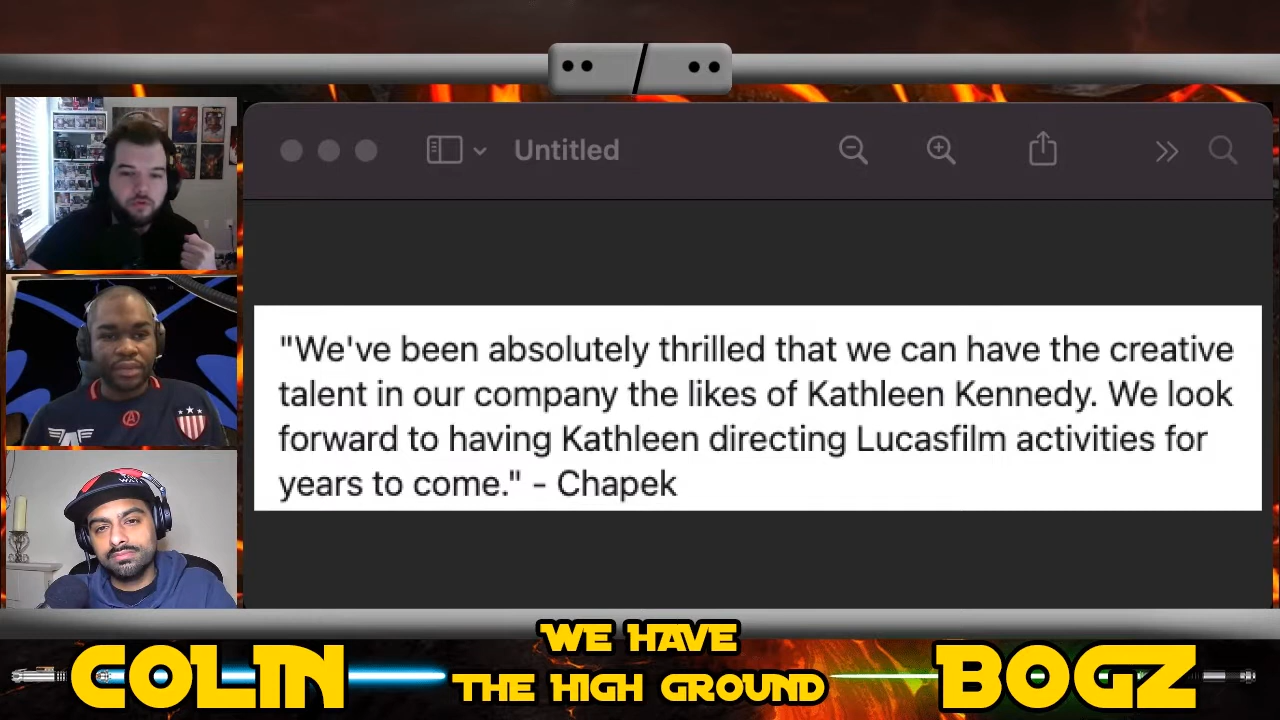 Untitled
"We've been absolutely thrilled that we can have the creative
talent in our company the likes of Kathleen Kennedy. We look
forward to having Kathleen directing Lucasfilm activities for
years to come." - Chapek
WE HAVE
THE HIGH GROUND
COLIN
BOGZ